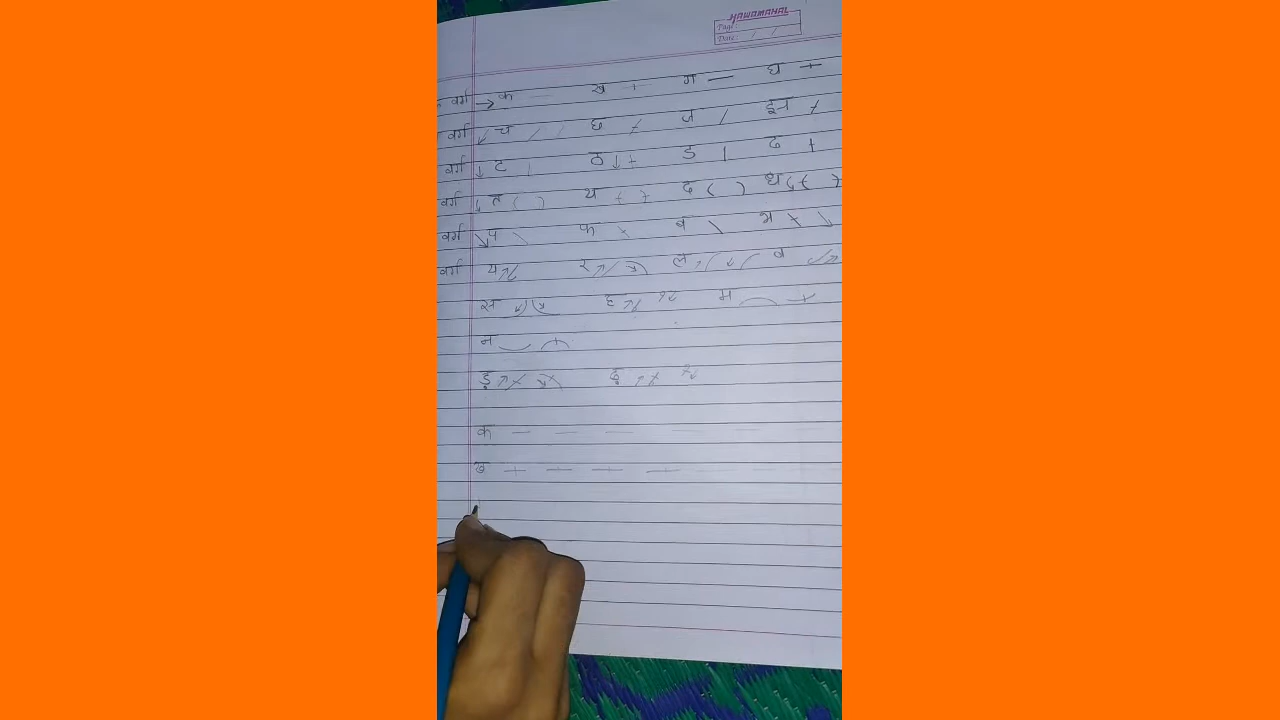 HAWAMAHAL
Page:
Date: / /
वर्ग → क — ख + ग — घ +
वर्ग ↙ च / / छ ज / झ
वर्ग ↓ ट | ठ ↓ + ड | ढ +
वर्ग त ( ) थ द ( ) ध
वर्ग ↘ प \ फ ब \ भ
वर्ग य र ल व
स ह म
न
ड़ ढ़
क — — — — —
ख + + + +